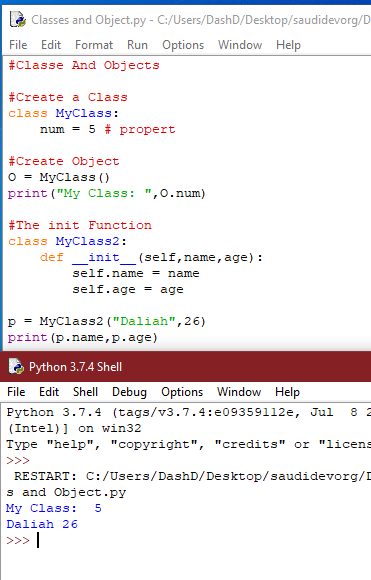 Classes and Object.py - C:/Users/DashD/Desktop/saudidevorg/D
File Edit Format Run Options Window Help
#Classe And Objects
#Create a Class
class MyClass:
num = 5 # propert
#Create Object
O = MyClass()
print("My Class: ",O.num)
#The init Function
class MyClass2:
def __init__(self,name,age):
self.name = name
self.age = age
p = MyClass2("Daliah",26)
print(p.name,p.age)
Python 3.7.4 Shell
File Edit Shell Debug Options Window Help
Python 3.7.4 (tags/v3.7.4:e09359112e, Jul 8 2
(Intel)] on win32
Type "help", "copyright", "credits" or "licens
>>>
RESTART: C:/Users/DashD/Desktop/saudidevorg/D
s and Object.py
My Class:  5
Daliah 26
>>>